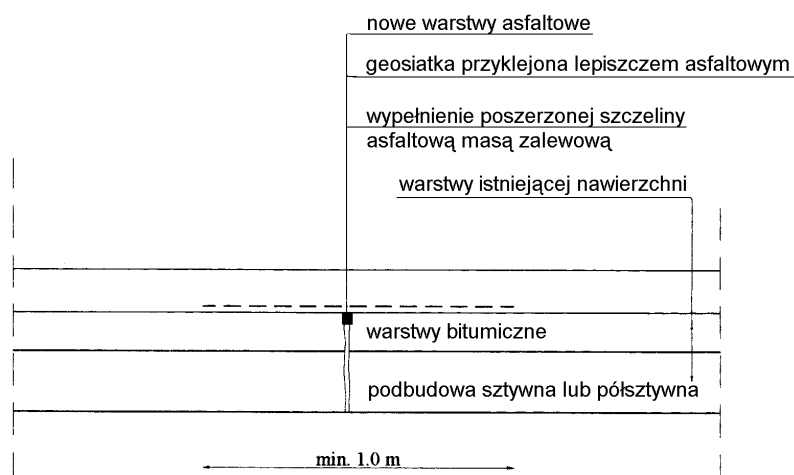 nowe warstwy asfaltowe
geosiatka przyklejona lepiszczem asfaltowym
wypełnienie poszerzonej szczeliny
asfaltową masą zalewową
warstwy istniejącej nawierzchni
warstwy bitumiczne
podbudowa sztywna lub półsztywna
min. 1.0 m